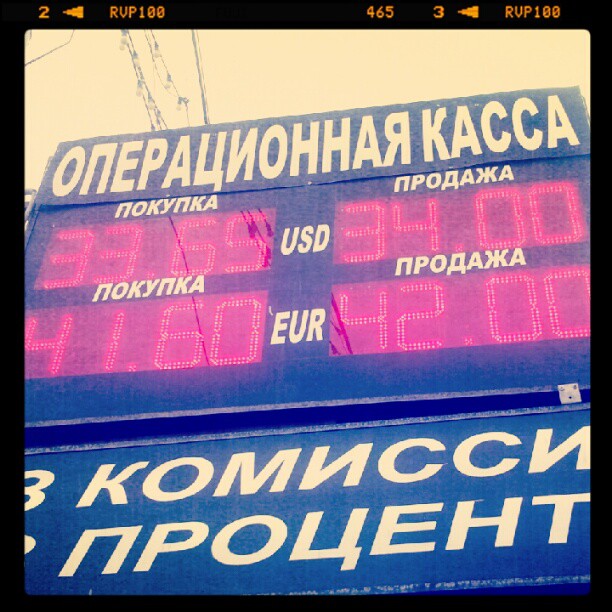 2 RVP100 465 3 RVP100
ОПЕРАЦИОННАЯ КАССА
ПОКУПКА ПРОДАЖА
33.65 USD 34.00
ПОКУПКА ПРОДАЖА
41.60 EUR 42.00
З КОМИССИ
ПРОЦЕНТ